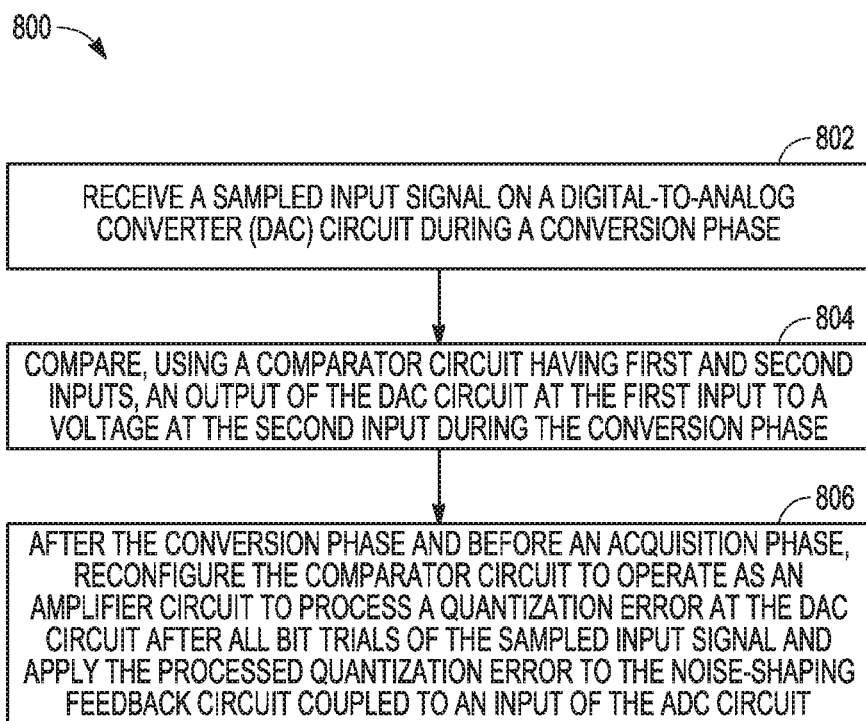 800
802
RECEIVE A SAMPLED INPUT SIGNAL ON A DIGITAL-TO-ANALOG
CONVERTER (DAC) CIRCUIT DURING A CONVERSION PHASE
804
COMPARE, USING A COMPARATOR CIRCUIT HAVING FIRST AND SECOND
INPUTS, AN OUTPUT OF THE DAC CIRCUIT AT THE FIRST INPUT TO A
VOLTAGE AT THE SECOND INPUT DURING THE CONVERSION PHASE
806
AFTER THE CONVERSION PHASE AND BEFORE AN ACQUISITION PHASE,
RECONFIGURE THE COMPARATOR CIRCUIT TO OPERATE AS AN
AMPLIFIER CIRCUIT TO PROCESS A QUANTIZATION ERROR AT THE DAC
CIRCUIT AFTER ALL BIT TRIALS OF THE SAMPLED INPUT SIGNAL AND
APPLY THE PROCESSED QUANTIZATION ERROR TO THE NOISE-SHAPING
FEEDBACK CIRCUIT COUPLED TO AN INPUT OF THE ADC CIRCUIT